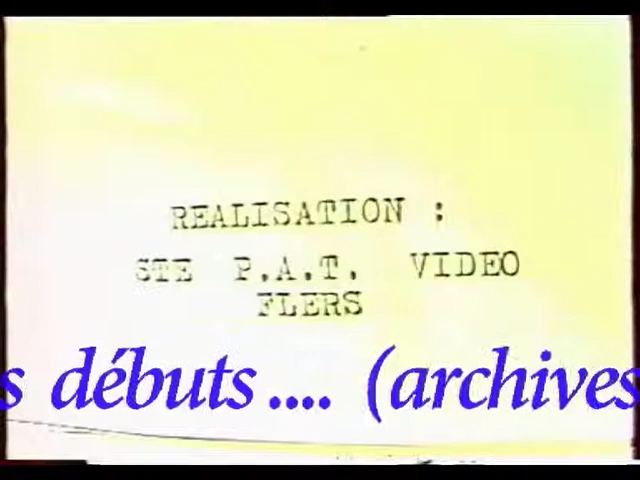 REALISATION :
STE P.A.T. VIDEO
FLERS
s débuts.... (archives